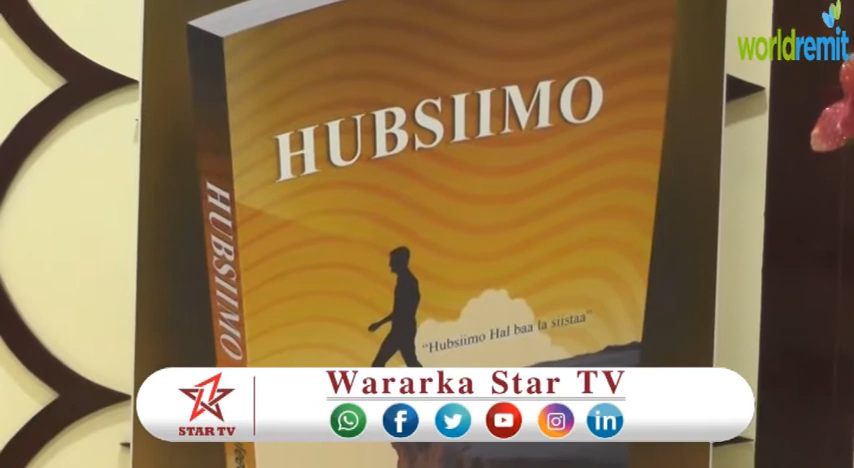 worldremit
HUBSIIMO
HUBSIIMO
"Hubsiimo Hal baa la siistaa"
Wararka Star TV
STAR TV